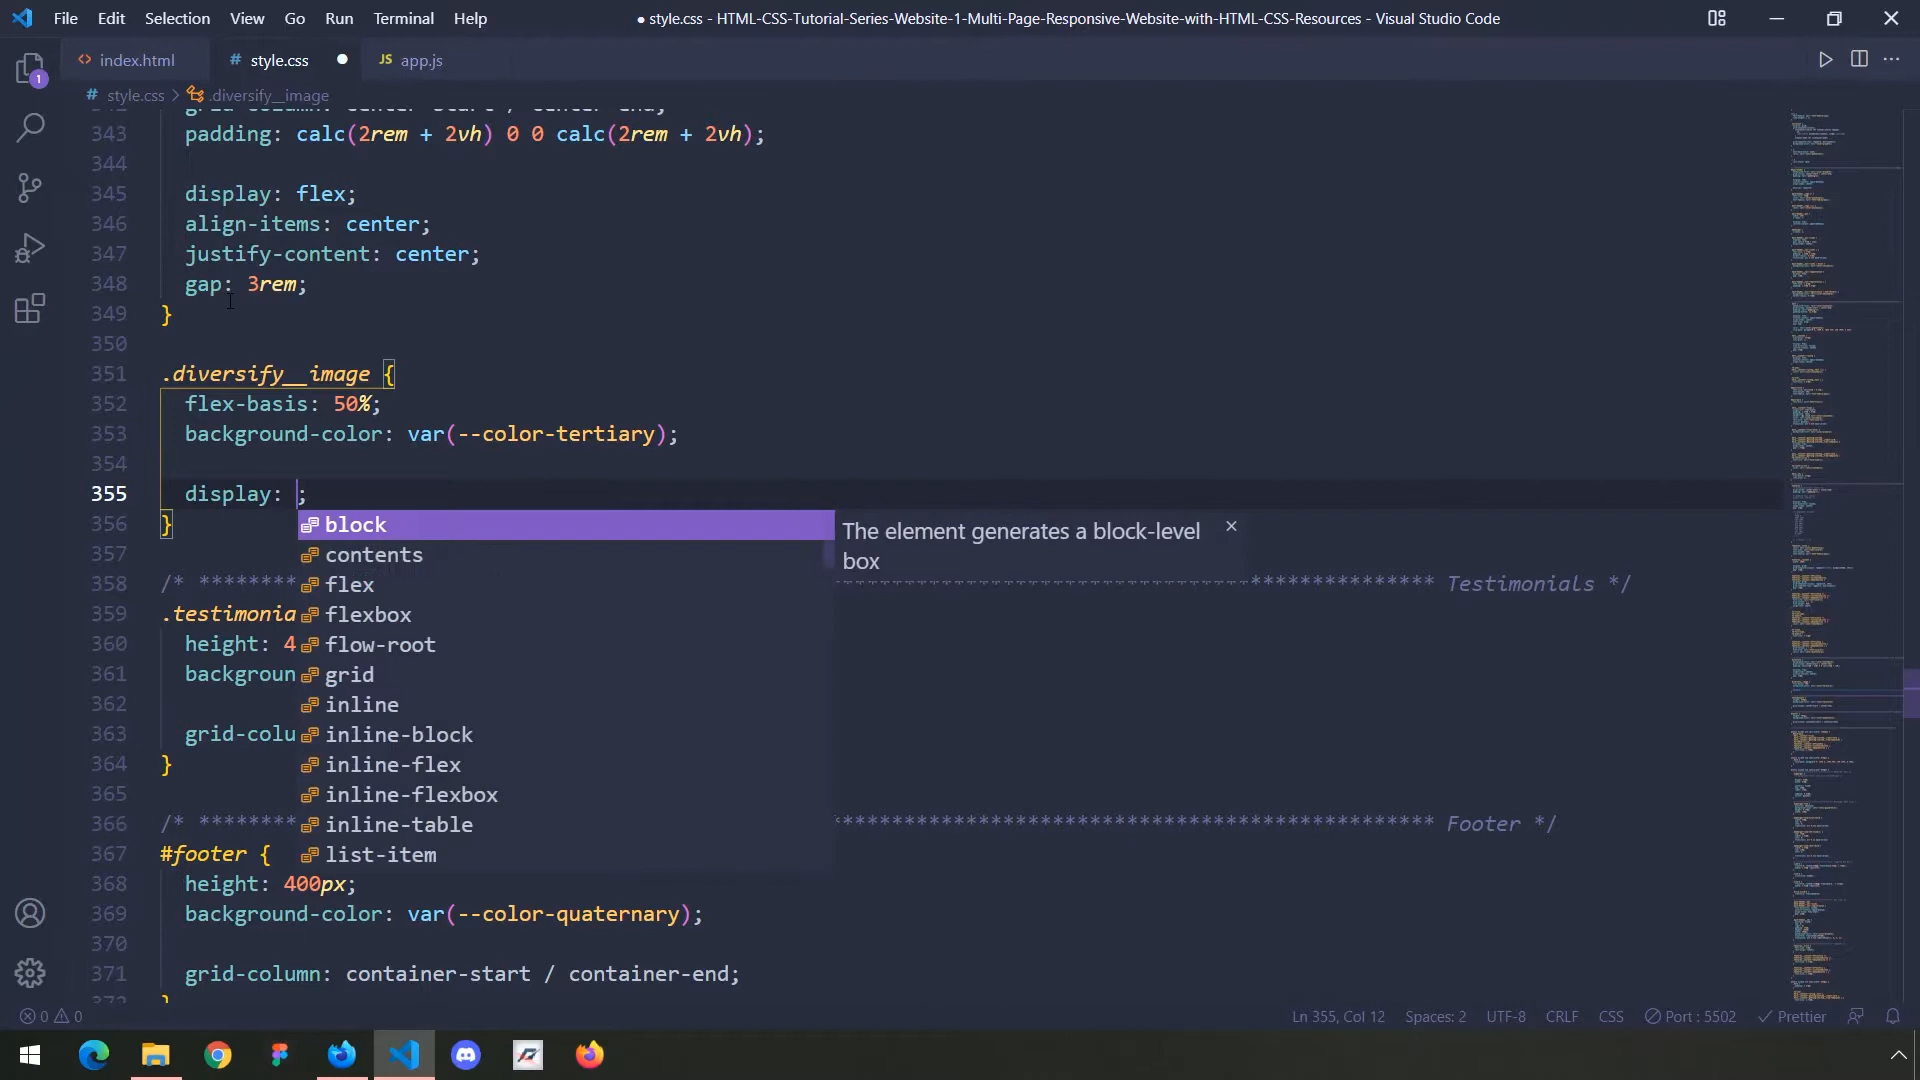 File Edit Selection View Go Run Terminal Help
● style.css - HTML-CSS-Tutorial-Series-Website-1-Multi-Page-Responsive-Website-with-HTML-CSS-Resources - Visual Studio Code
index.html
# style.css
JS app.js
# style.css > .diversify__image
1
343 padding: calc(2rem + 2vh) 0 0 calc(2rem + 2vh);
344
345 display: flex;
346 align-items: center;
347 justify-content: center;
348 gap: 3rem;
349 }
350
351 .diversify__image {
352 flex-basis: 50%;
353 background-color: var(--color-tertiary);
354
355 display: ;
356 }
block
contents
flex
flexbox
flow-root
grid
inline
inline-block
inline-flex
inline-flexbox
inline-table
list-item
The element generates a block-level
box
357
358 /* ******** ************** Testimonials */
359 .testimonia
360 height: 4
361 backgroun
362
363 grid-colu
364 }
365
366 /* ******** ************************************************ Footer */
367 #footer {
368 height: 400px;
369 background-color: var(--color-quaternary);
370
371 grid-column: container-start / container-end;
0 0
Ln 355, Col 12 Spaces: 2 UTF-8 CRLF CSS Port : 5502 Prettier